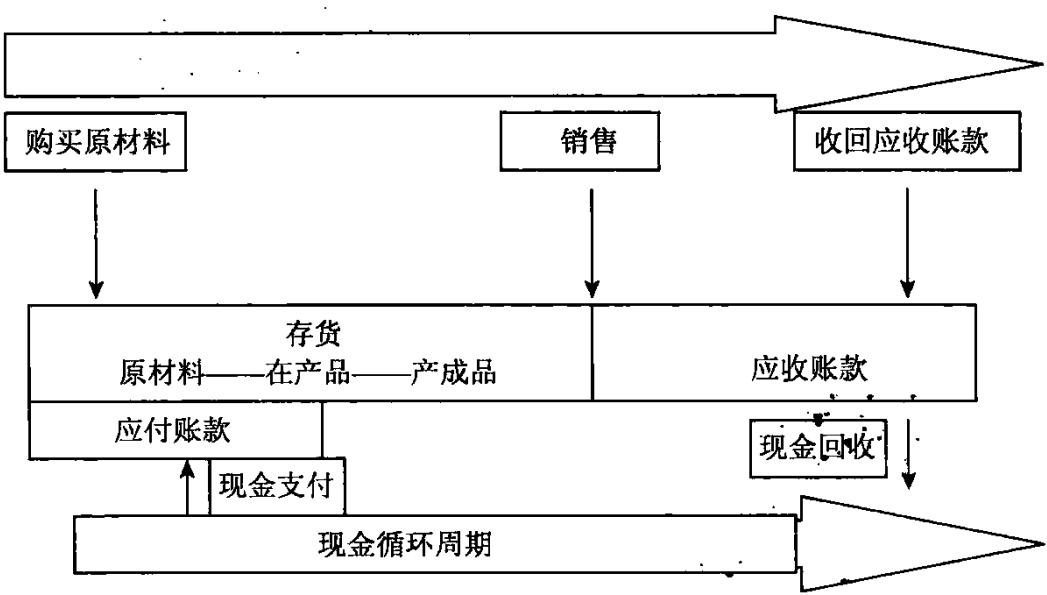 购买原材料
销售
收回应收账款
存货
原材料——在产品——产成品
应收账款
应付账款
现金回收
现金支付
现金循环周期